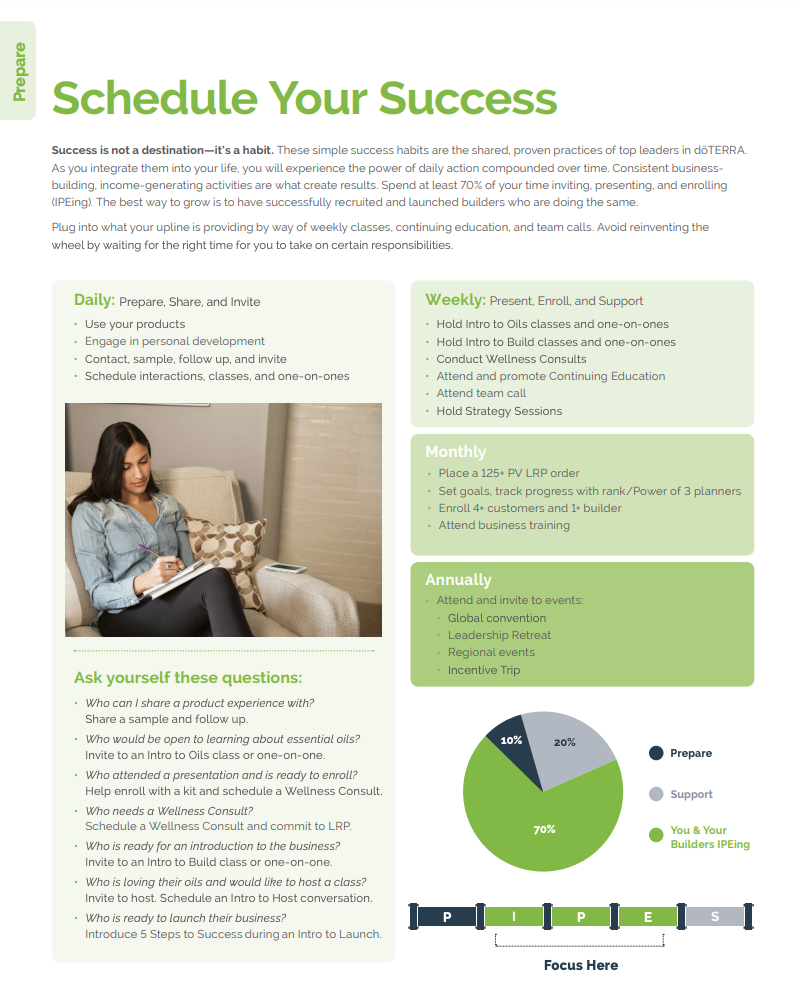 Prepare
Schedule Your Success
Success is not a destination—it's a habit. These simple success habits are the shared, proven practices of top leaders in dōTERRA.
As you integrate them into your life, you will experience the power of daily action compounded over time. Consistent business-
building, income-generating activities are what create results. Spend at least 70% of your time inviting, presenting, and enrolling
(IPEing). The best way to grow is to have successfully recruited and launched builders who are doing the same.
Plug into what your upline is providing by way of weekly classes, continuing education, and team calls. Avoid reinventing the
wheel by waiting for the right time for you to take on certain responsibilities.
Daily: Prepare, Share, and Invite
• Use your products
• Engage in personal development
• Contact, sample, follow up, and invite
• Schedule interactions, classes, and one-on-ones
Ask yourself these questions:
• Who can I share a product experience with?
Share a sample and follow up.
• Who would be open to learning about essential oils?
Invite to an Intro to Oils class or one-on-one.
• Who attended a presentation and is ready to enroll?
Help enroll with a kit and schedule a Wellness Consult.
• Who needs a Wellness Consult?
Schedule a Wellness Consult and commit to LRP.
• Who is ready for an introduction to the business?
Invite to an Intro to Build class or one-on-one.
• Who is loving their oils and would like to host a class?
Invite to host. Schedule an Intro to Host conversation.
• Who is ready to launch their business?
Introduce 5 Steps to Success during an Intro to Launch.
Weekly: Present, Enroll, and Support
• Hold Intro to Oils classes and one-on-ones
• Hold Intro to Build classes and one-on-ones
• Conduct Wellness Consults
• Attend and promote Continuing Education
• Attend team call
• Hold Strategy Sessions
Monthly
• Place a 125+ PV LRP order
• Set goals, track progress with rank/Power of 3 planners
• Enroll 4+ customers and 1+ builder
• Attend business training
Annually
• Attend and invite to events:
• Global convention
• Leadership Retreat
• Regional events
• Incentive Trip
10%
20%
70%
Prepare
Support
You & Your
Builders IPEing
P I P E S
Focus Here